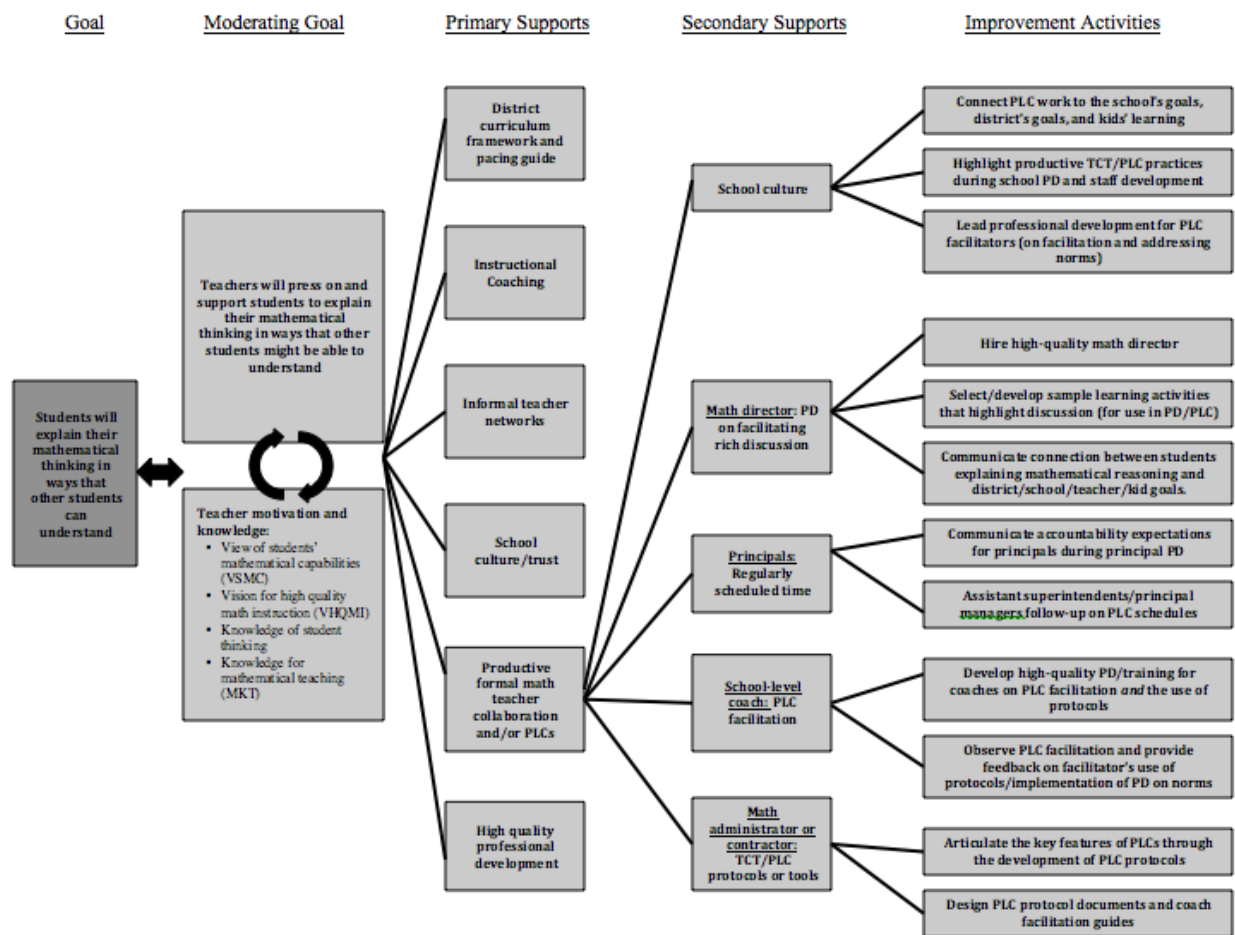 Goal
Moderating Goal
Primary Supports
Secondary Supports
Improvement Activities
Students will
explain their
mathematical
thinking in
ways that
other students
can
understand
Teachers will press on and
support students to explain
their mathematical
thinking in ways that other
students might be able to
understand
Teacher motivation and
knowledge:
▪ View of students'
mathematical capabilities
(VSMC)
▪ Vision for high quality
math instruction (VHQMI)
▪ Knowledge of student
thinking
▪ Knowledge for
mathematical teaching
(MKT)
District
curriculum
framework and
pacing guide
Instructional
Coaching
Informal teacher
networks
School
culture/trust
Productive
formal math
teacher
collaboration
and/or PLCs
High quality
professional
development
School culture
Math director: PD
on facilitating
rich discussion
Principals:
Regularly
scheduled time
School-level
coach: PLC
facilitation
Math
administrator or
contractor:
TCT/PLC
protocols or tools
Connect PLC work to the school's goals,
district's goals, and kids' learning
Highlight productive TCT/PLC practices
during school PD and staff development
Lead professional development for PLC
facilitators (on facilitation and addressing
norms)
Hire high-quality math director
Select/develop sample learning activities
that highlight discussion (for use in PD/PLC)
Communicate connection between students
explaining mathematical reasoning and
district/school/teacher/kid goals.
Communicate accountability expectations
for principals during principal PD
Assistant superintendents/principal
managers follow-up on PLC schedules
Develop high-quality PD/training for
coaches on PLC facilitation and the use of
protocols
Observe PLC facilitation and provide
feedback on facilitator's use of
protocols/implementation of PD on norms
Articulate the key features of PLCs through
the development of PLC protocols
Design PLC protocol documents and coach
facilitation guides